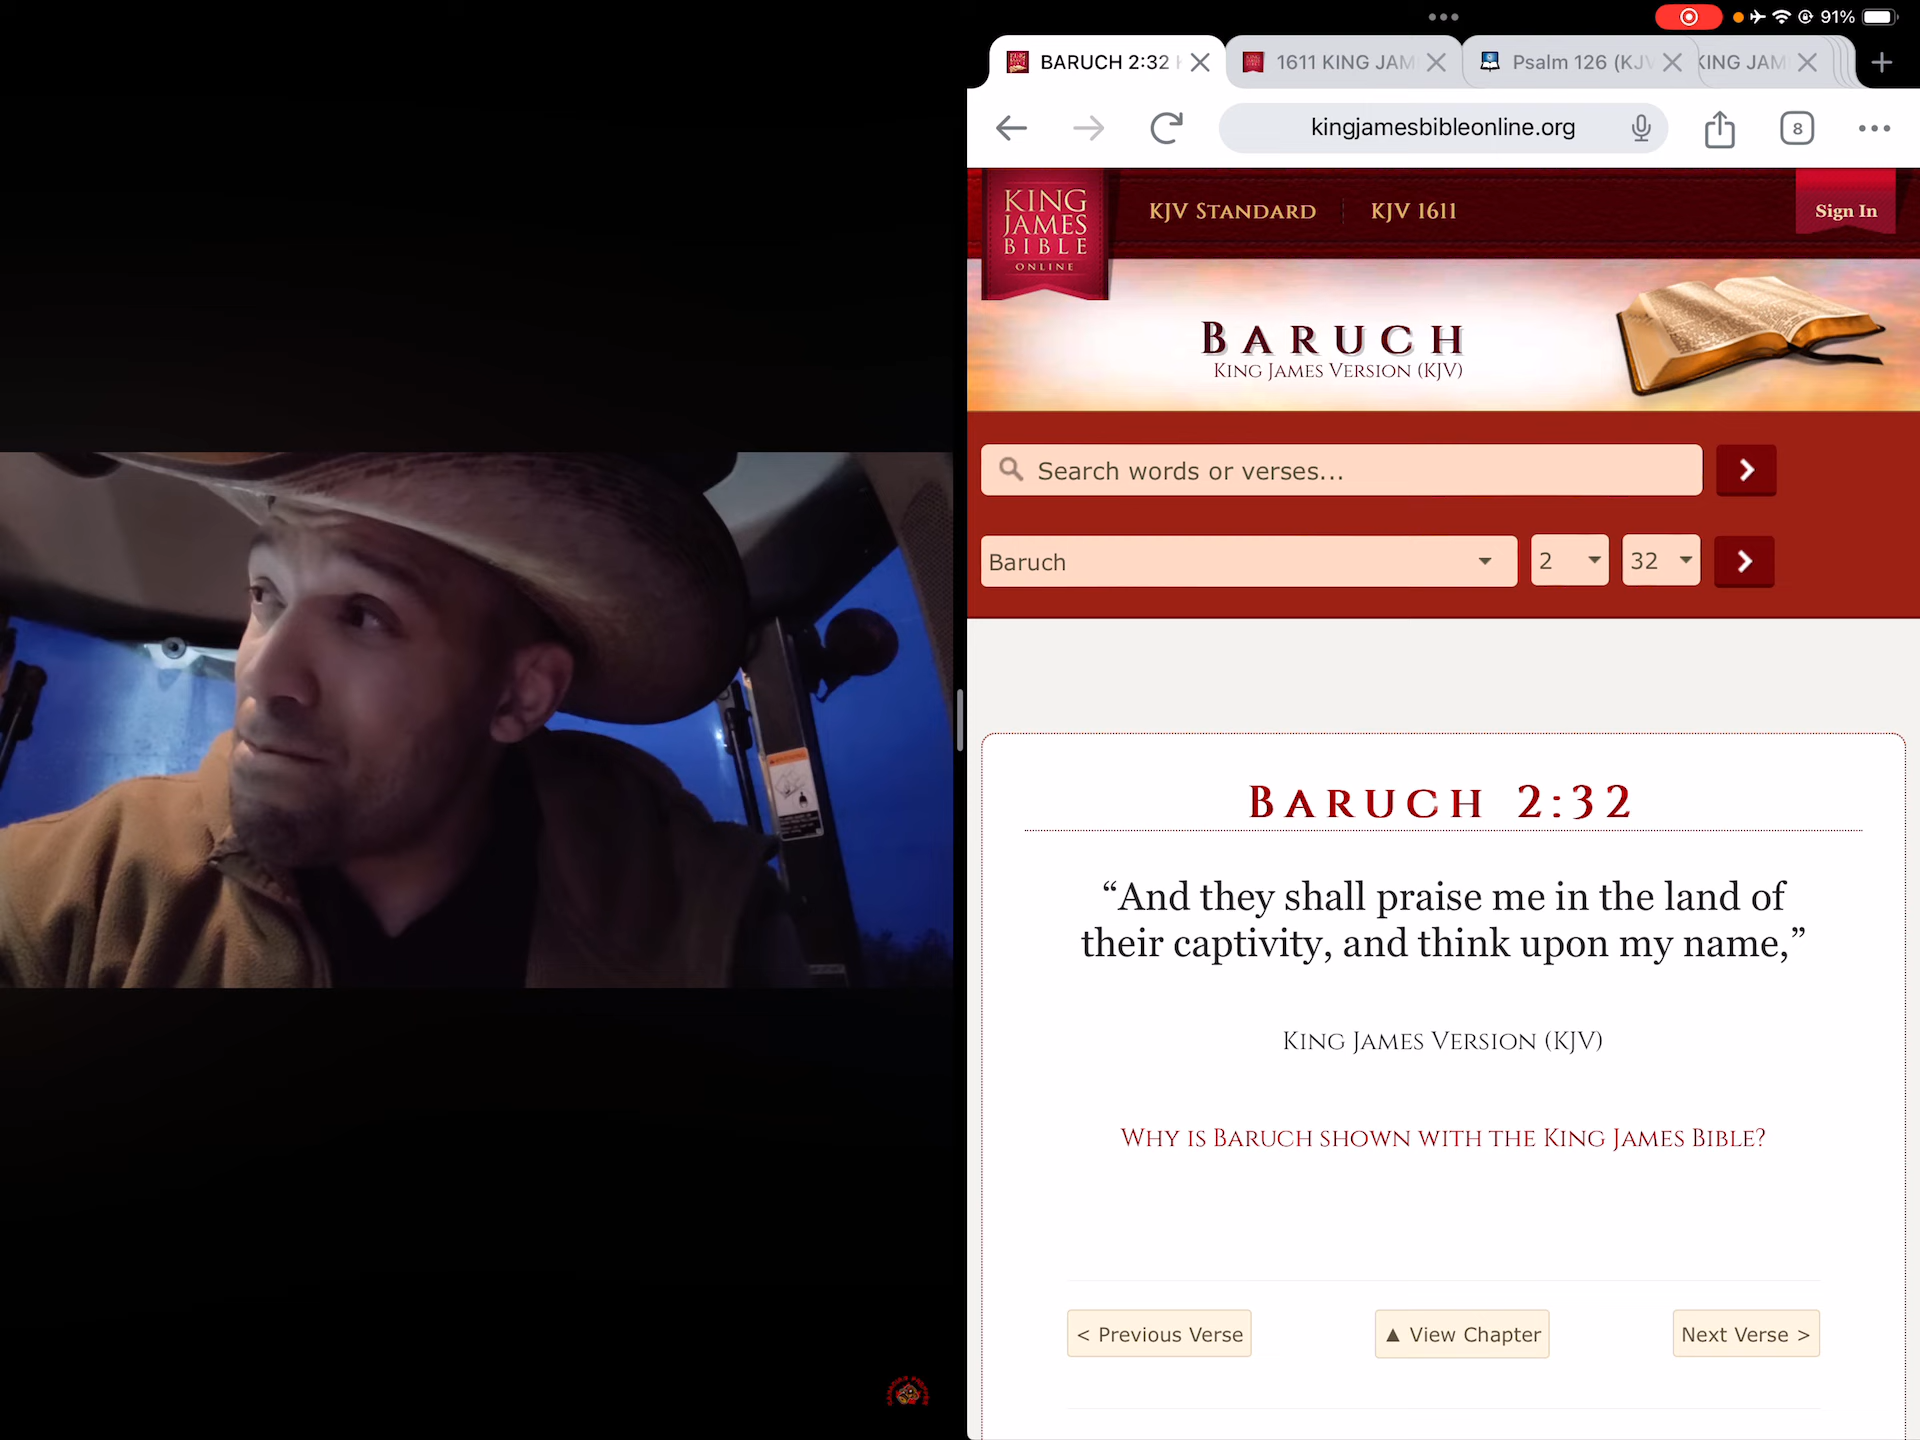 91%
BARUCH 2:32
1611 KING JAM
Psalm 126 (KJV
KING JAM
kingjamesbibleonline.org
8
KING
JAMES
BIBLE
ONLINE
KJV STANDARD
KJV 1611
Sign In
BARUCH
KING JAMES VERSION (KJV)
Search words or verses...
Baruch
2
32
BARUCH 2:32
“And they shall praise me in the land of
their captivity, and think upon my name,”
KING JAMES VERSION (KJV)
WHY IS BARUCH SHOWN WITH THE KING JAMES BIBLE?
< Previous Verse
▲ View Chapter
Next Verse >